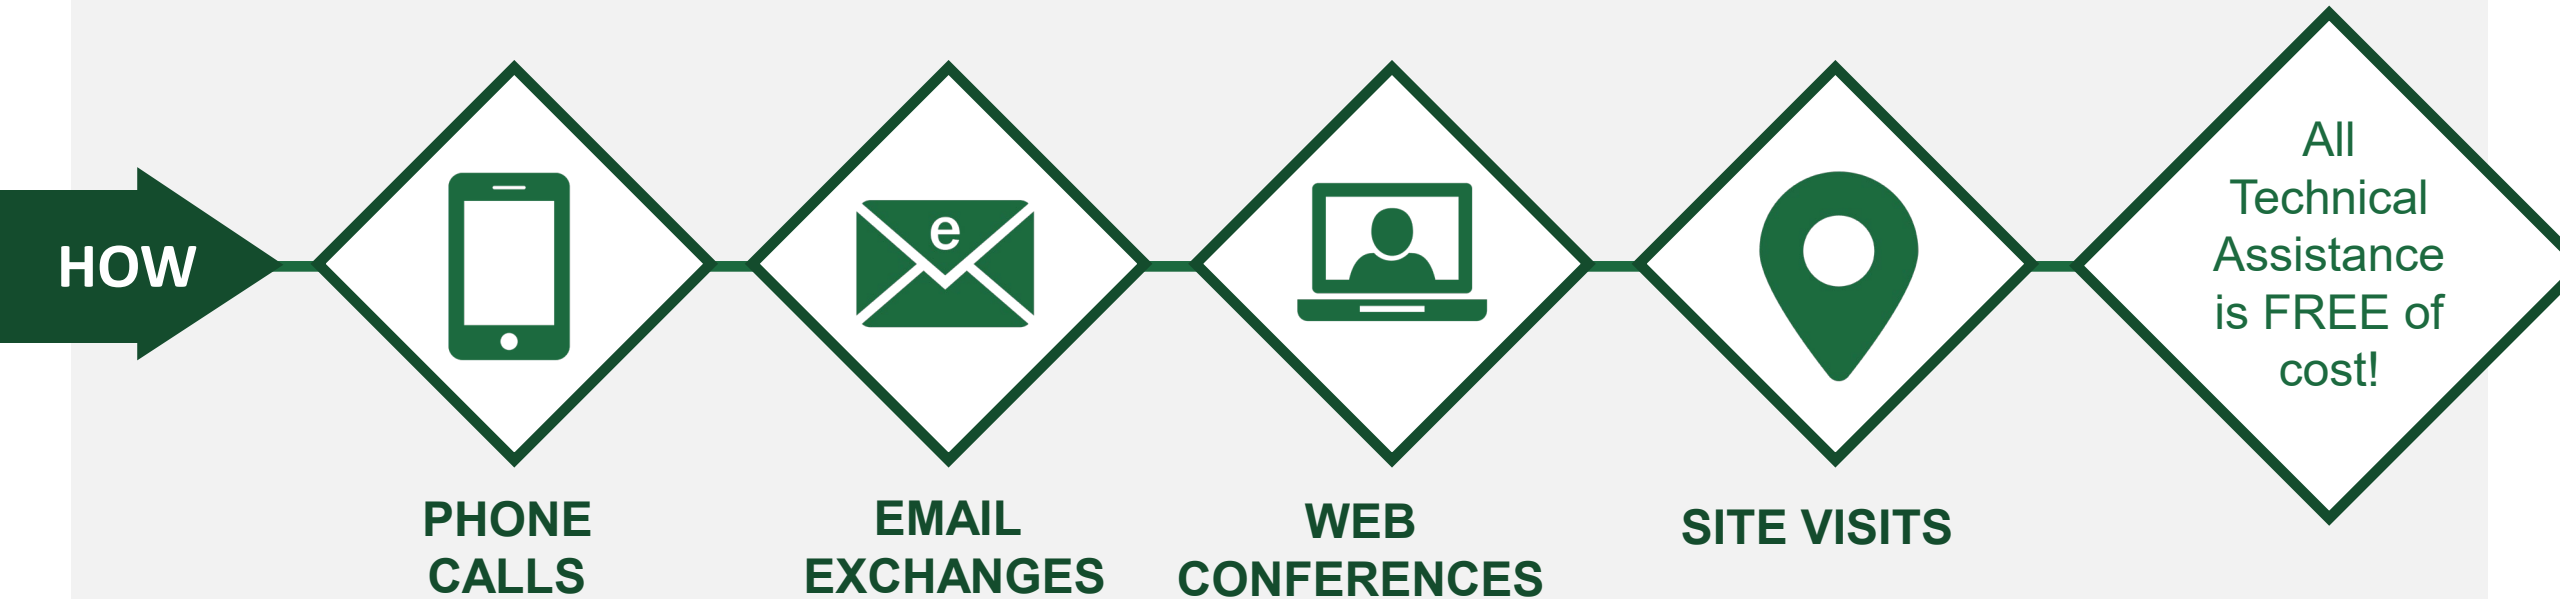 HOW
e
All
Technical
Assistance
is FREE of
cost!
PHONE
CALLS
EMAIL
EXCHANGES
WEB
CONFERENCES
SITE VISITS